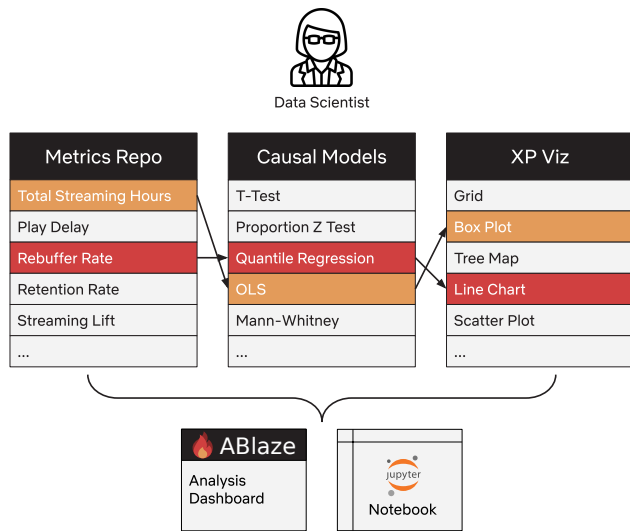 Data Scientist
Metrics Repo
Total Streaming Hours
Play Delay
Rebuffer Rate
Retention Rate
Streaming Lift
...
Causal Models
T-Test
Proportion Z Test
Quantile Regression
OLS
Mann-Whitney
...
XP Viz
Grid
Box Plot
Tree Map
Line Chart
Scatter Plot
...
ABlaze
Analysis
Dashboard
jupyter
Notebook